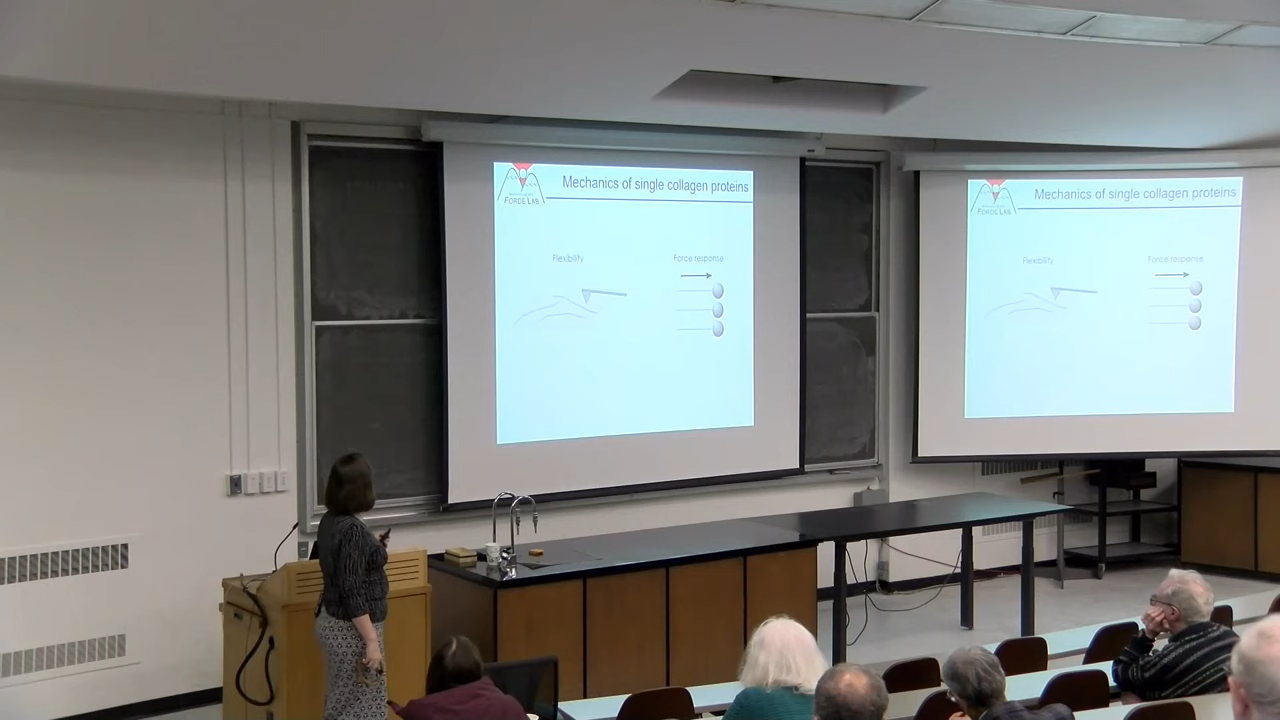 Mechanics of single collagen proteins
FORDE LAB
Flexibility
Force response
Mechanics of single collagen proteins
FORDE LAB
Flexibility
Force response